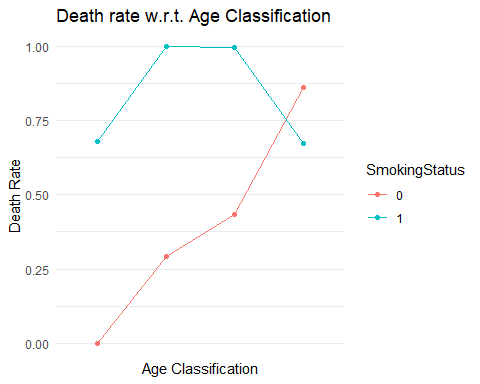 Death rate w.r.t. Age Classification
1.00
0.75
0.50
0.25
0.00
Death Rate
Age Classification
SmokingStatus
0
1